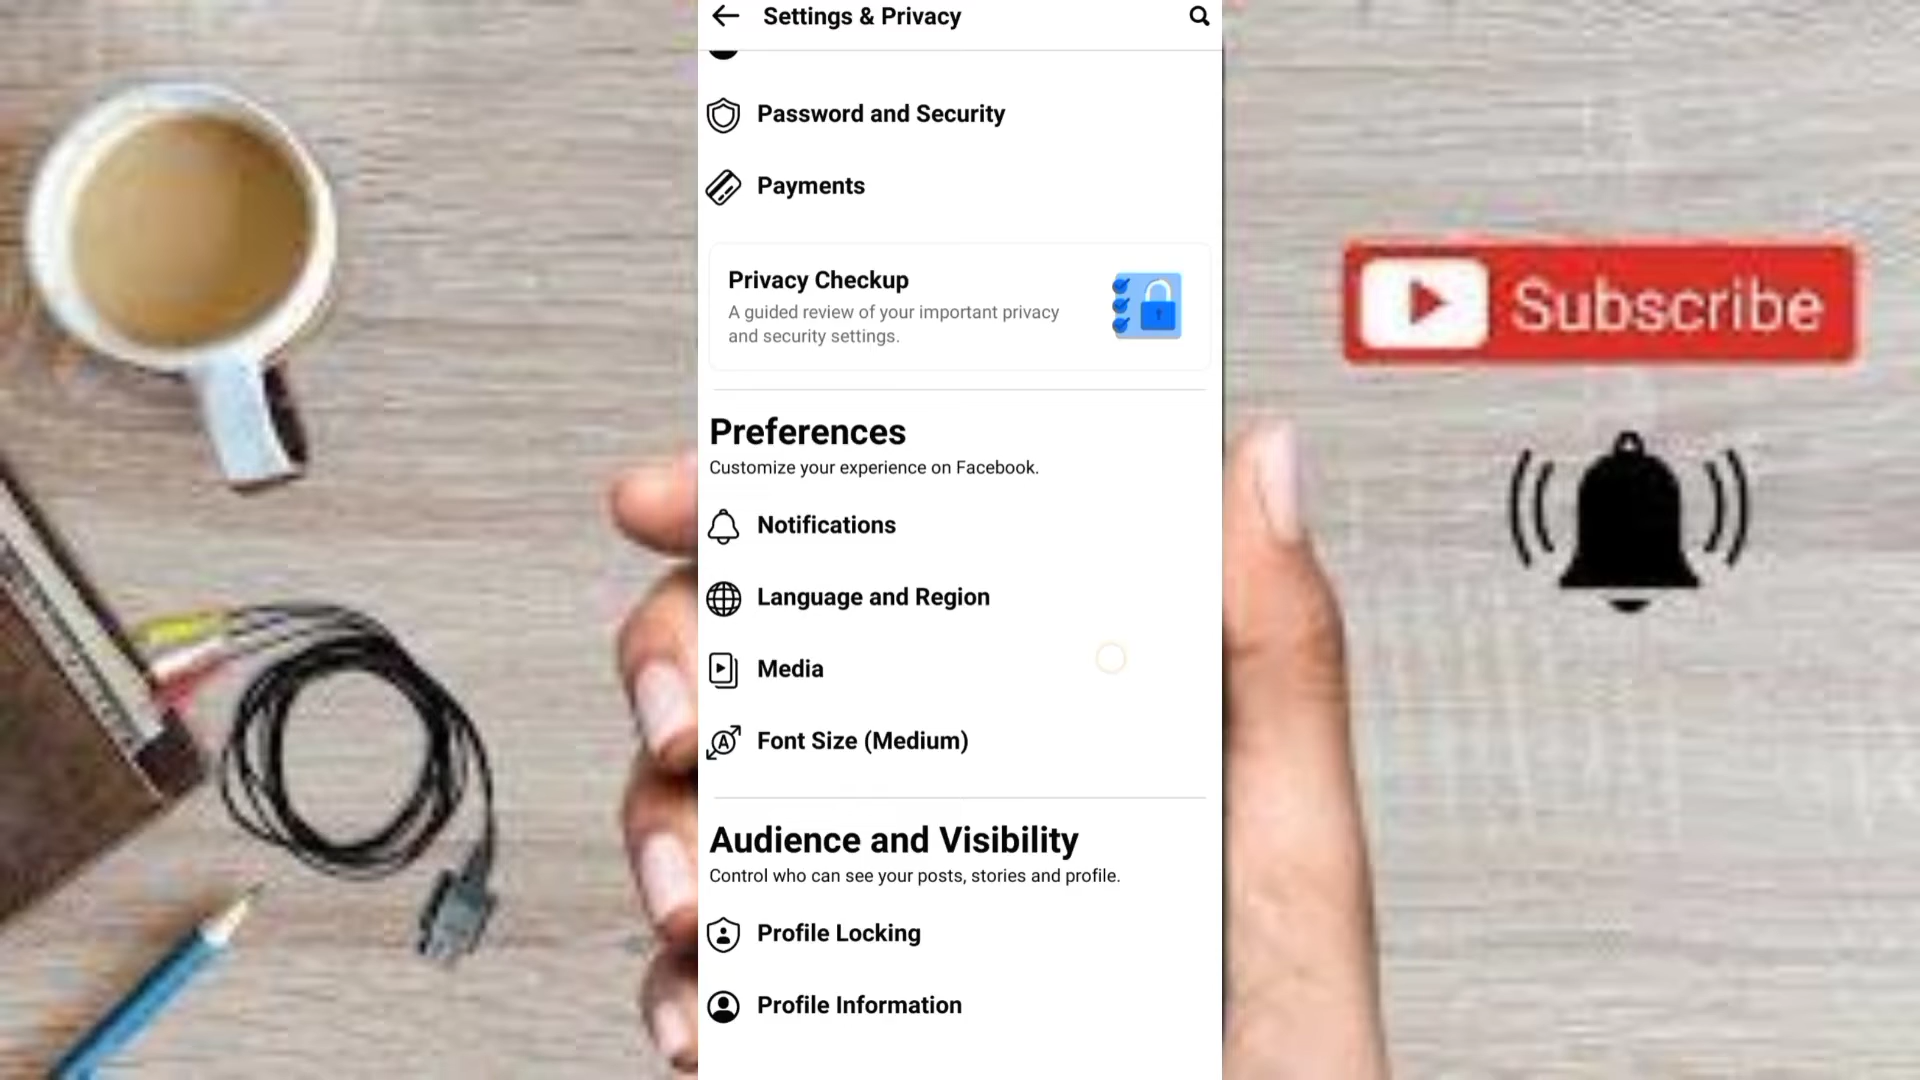 Settings & Privacy
Password and Security
Payments
Privacy Checkup
A guided review of your important privacy
and security settings.
Preferences
Customize your experience on Facebook.
Notifications
Language and Region
Media
Font Size (Medium)
Audience and Visibility
Control who can see your posts, stories and profile.
Profile Locking
Profile Information
Subscribe